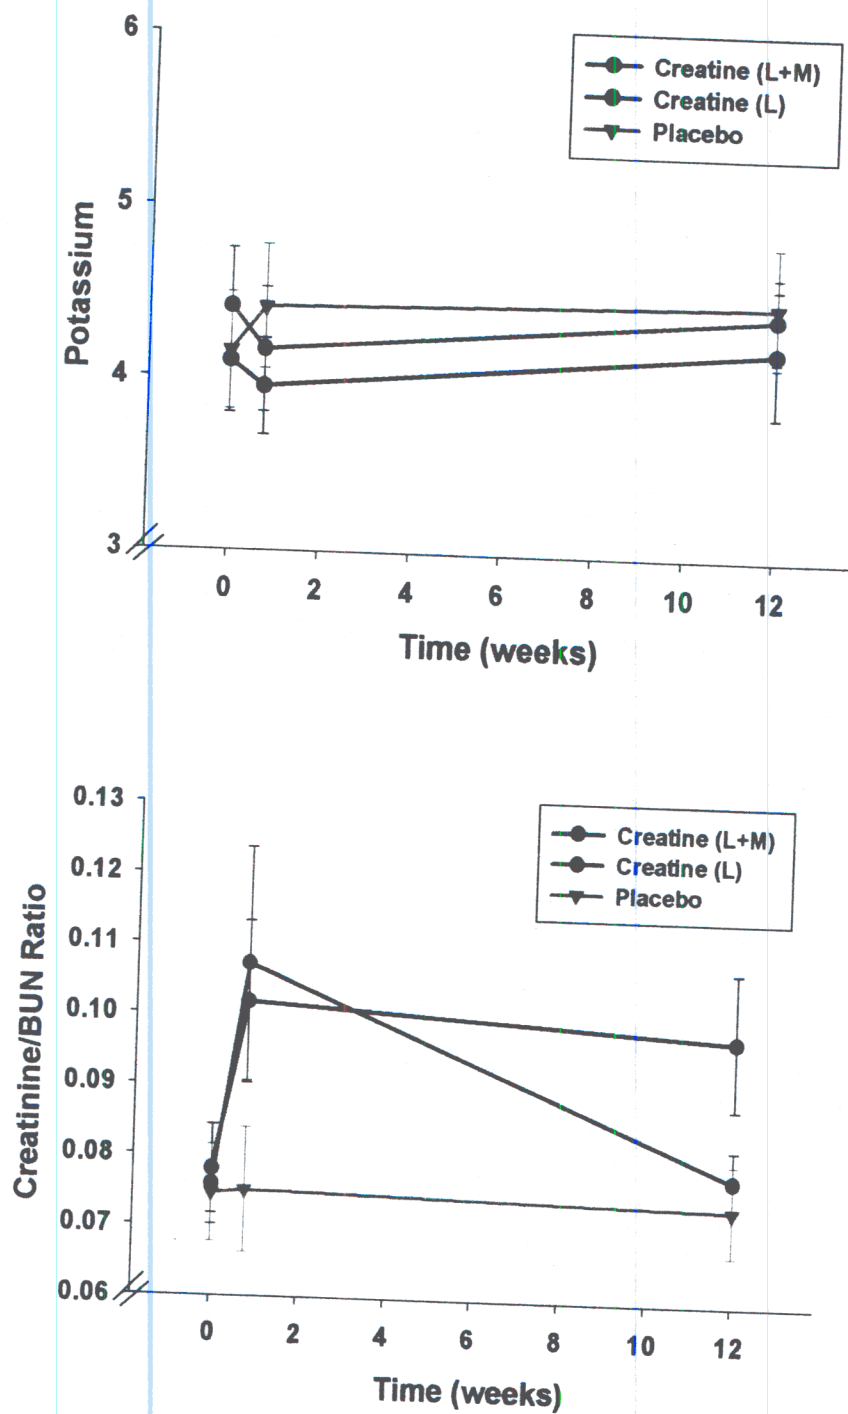 6
5
4
3
Potassium
Creatine (L+M)
Creatine (L)
Placebo
0 2 4 6 8 10 12
Time (weeks)
0.13
0.12
0.11
0.10
0.09
0.08
0.07
0.06
Creatinine/BUN Ratio
Creatine (L+M)
Creatine (L)
Placebo
0 2 4 6 8 10 12
Time (weeks)